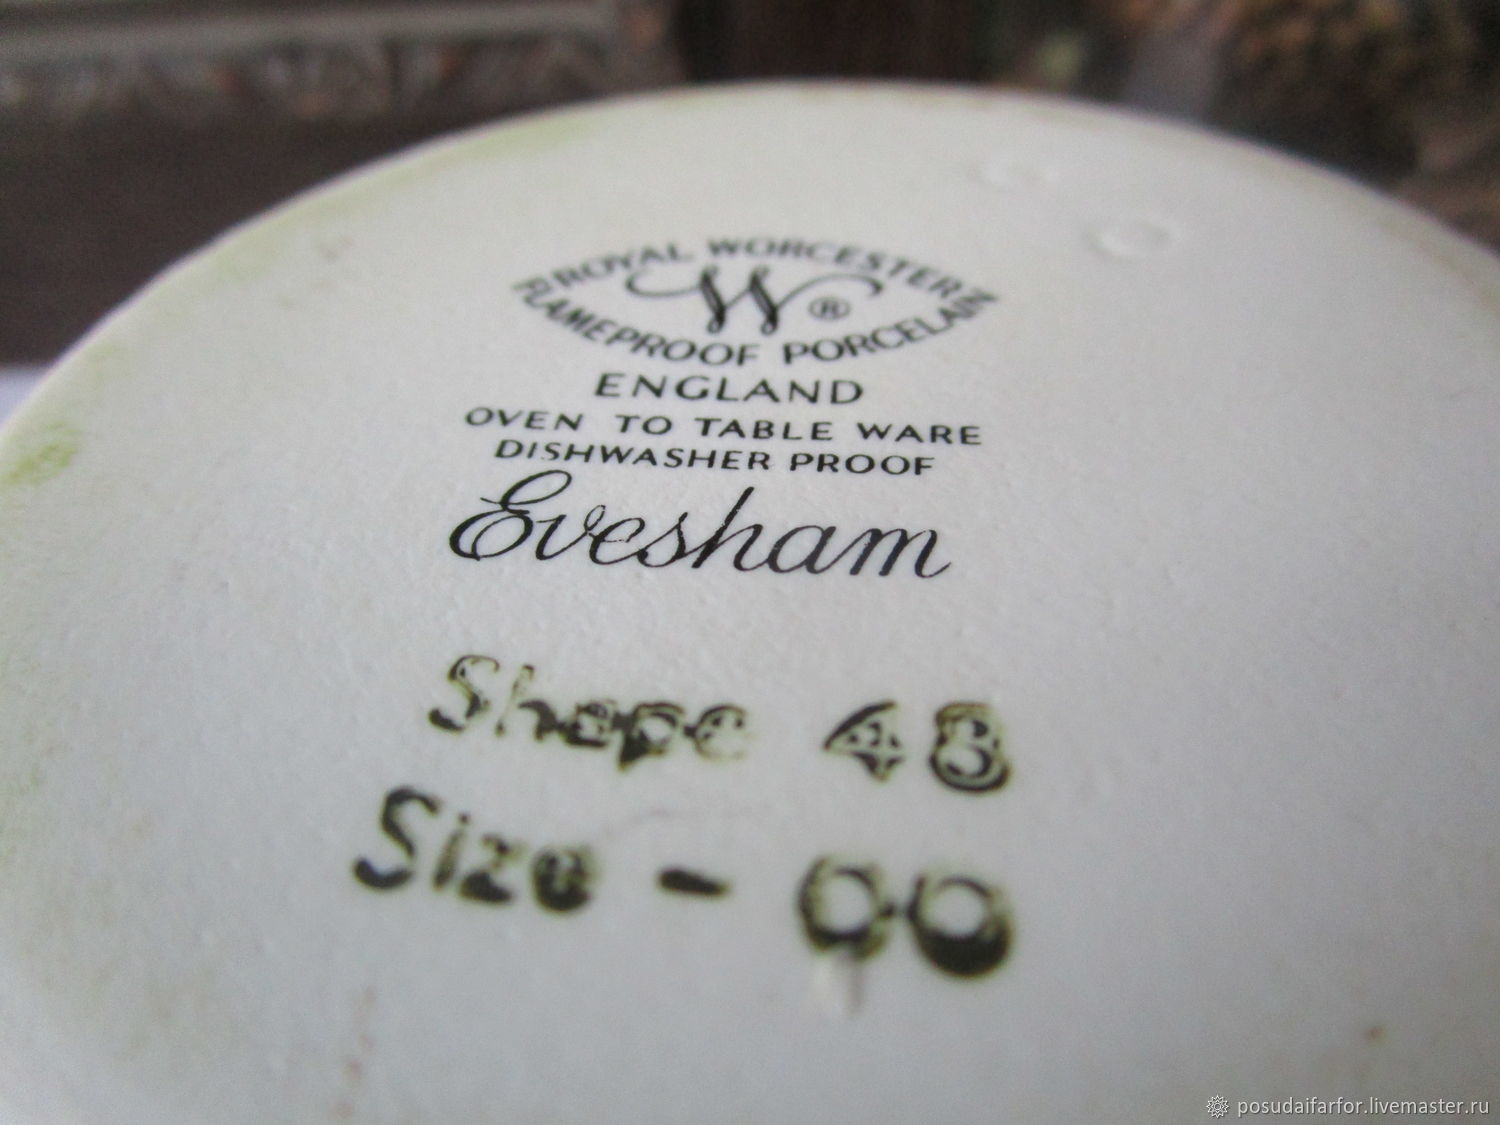 ROYAL WORCESTER
W ®
FLAMEPROOF PORCELAIN
ENGLAND
OVEN TO TABLE WARE
DISHWASHER PROOF
Evesham
Shape 48
Size - 00
posudaifarfor.livemaster.ru